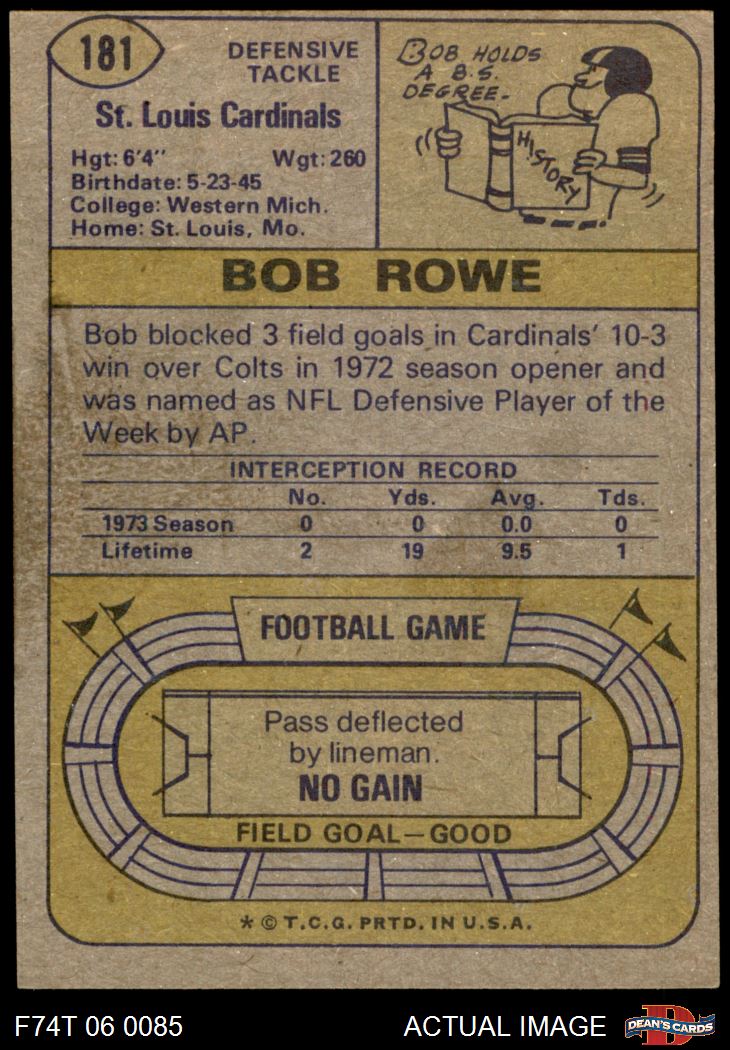 181
DEFENSIVE
TACKLE
St. Louis Cardinals
Hgt: 6'4" Wgt: 260
Birthdate: 5-23-45
College: Western Mich.
Home: St. Louis, Mo.
BOB HOLDS
A B.S.
DEGREE-
HISTORY
BOB ROWE
Bob blocked 3 field goals in Cardinals' 10-3
win over Colts in 1972 season opener and
was named as NFL Defensive Player of the
Week by AP.
INTERCEPTION RECORD
No. Yds. Avg. Tds.
1973 Season 0 0 0.0 0
Lifetime 2 19 9.5 1
FOOTBALL GAME
Pass deflected
by lineman.
NO GAIN
FIELD GOAL—GOOD
* © T.C.G. PRTD. IN U.S.A.
F74T 06 0085 ACTUAL IMAGE
D
DEAN'S CARDS